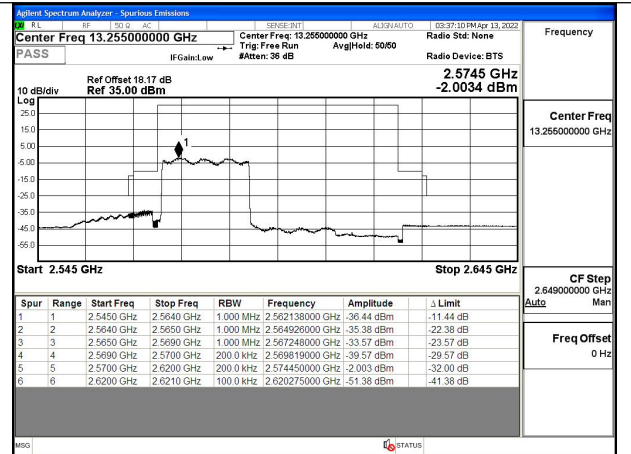 Agilent Spectrum Analyzer - Spurious Emissions
RL RF 50 Ω AC SENSE:INT ALIGN AUTO 03:37:10 PM Apr 13, 2022
Center Freq 13.255000000 GHz
Center Freq: 13.255000000 GHz
Radio Std: None
Trig: Free Run Avg|Hold: 50/50
PASS
IFGain:Low
#Atten: 36 dB
Radio Device: BTS
Frequency
Ref Offset 18.17 dB
2.5745 GHz
10 dB/div Ref 35.00 dBm
-2.0034 dBm
Log
25.0
15.0
5.00
-5.00
-15.0
-25.0
-35.0
-45.0
-55.0
1
Start 2.545 GHz
Stop 2.645 GHz
Center Freq
13.255000000 GHz
CF Step
2.649000000 GHz
Auto Man
Freq Offset
0 Hz
Spur Range Start Freq Stop Freq RBW Frequency Amplitude Δ Limit
1 1 2.5450 GHz 2.5640 GHz 1.000 MHz 2.562138000 GHz -36.44 dBm -11.44 dB
2 2 2.5640 GHz 2.5650 GHz 1.000 MHz 2.564926000 GHz -35.38 dBm -22.38 dB
3 3 2.5650 GHz 2.5690 GHz 1.000 MHz 2.567248000 GHz -33.57 dBm -23.57 dB
4 4 2.5690 GHz 2.5700 GHz 200.0 kHz 2.569819000 GHz -39.57 dBm -29.57 dB
5 5 2.5700 GHz 2.6200 GHz 200.0 kHz 2.574450000 GHz -2.003 dBm -32.00 dB
6 6 2.6200 GHz 2.6210 GHz 100.0 kHz 2.620275000 GHz -51.38 dBm -41.38 dB
MSG
STATUS